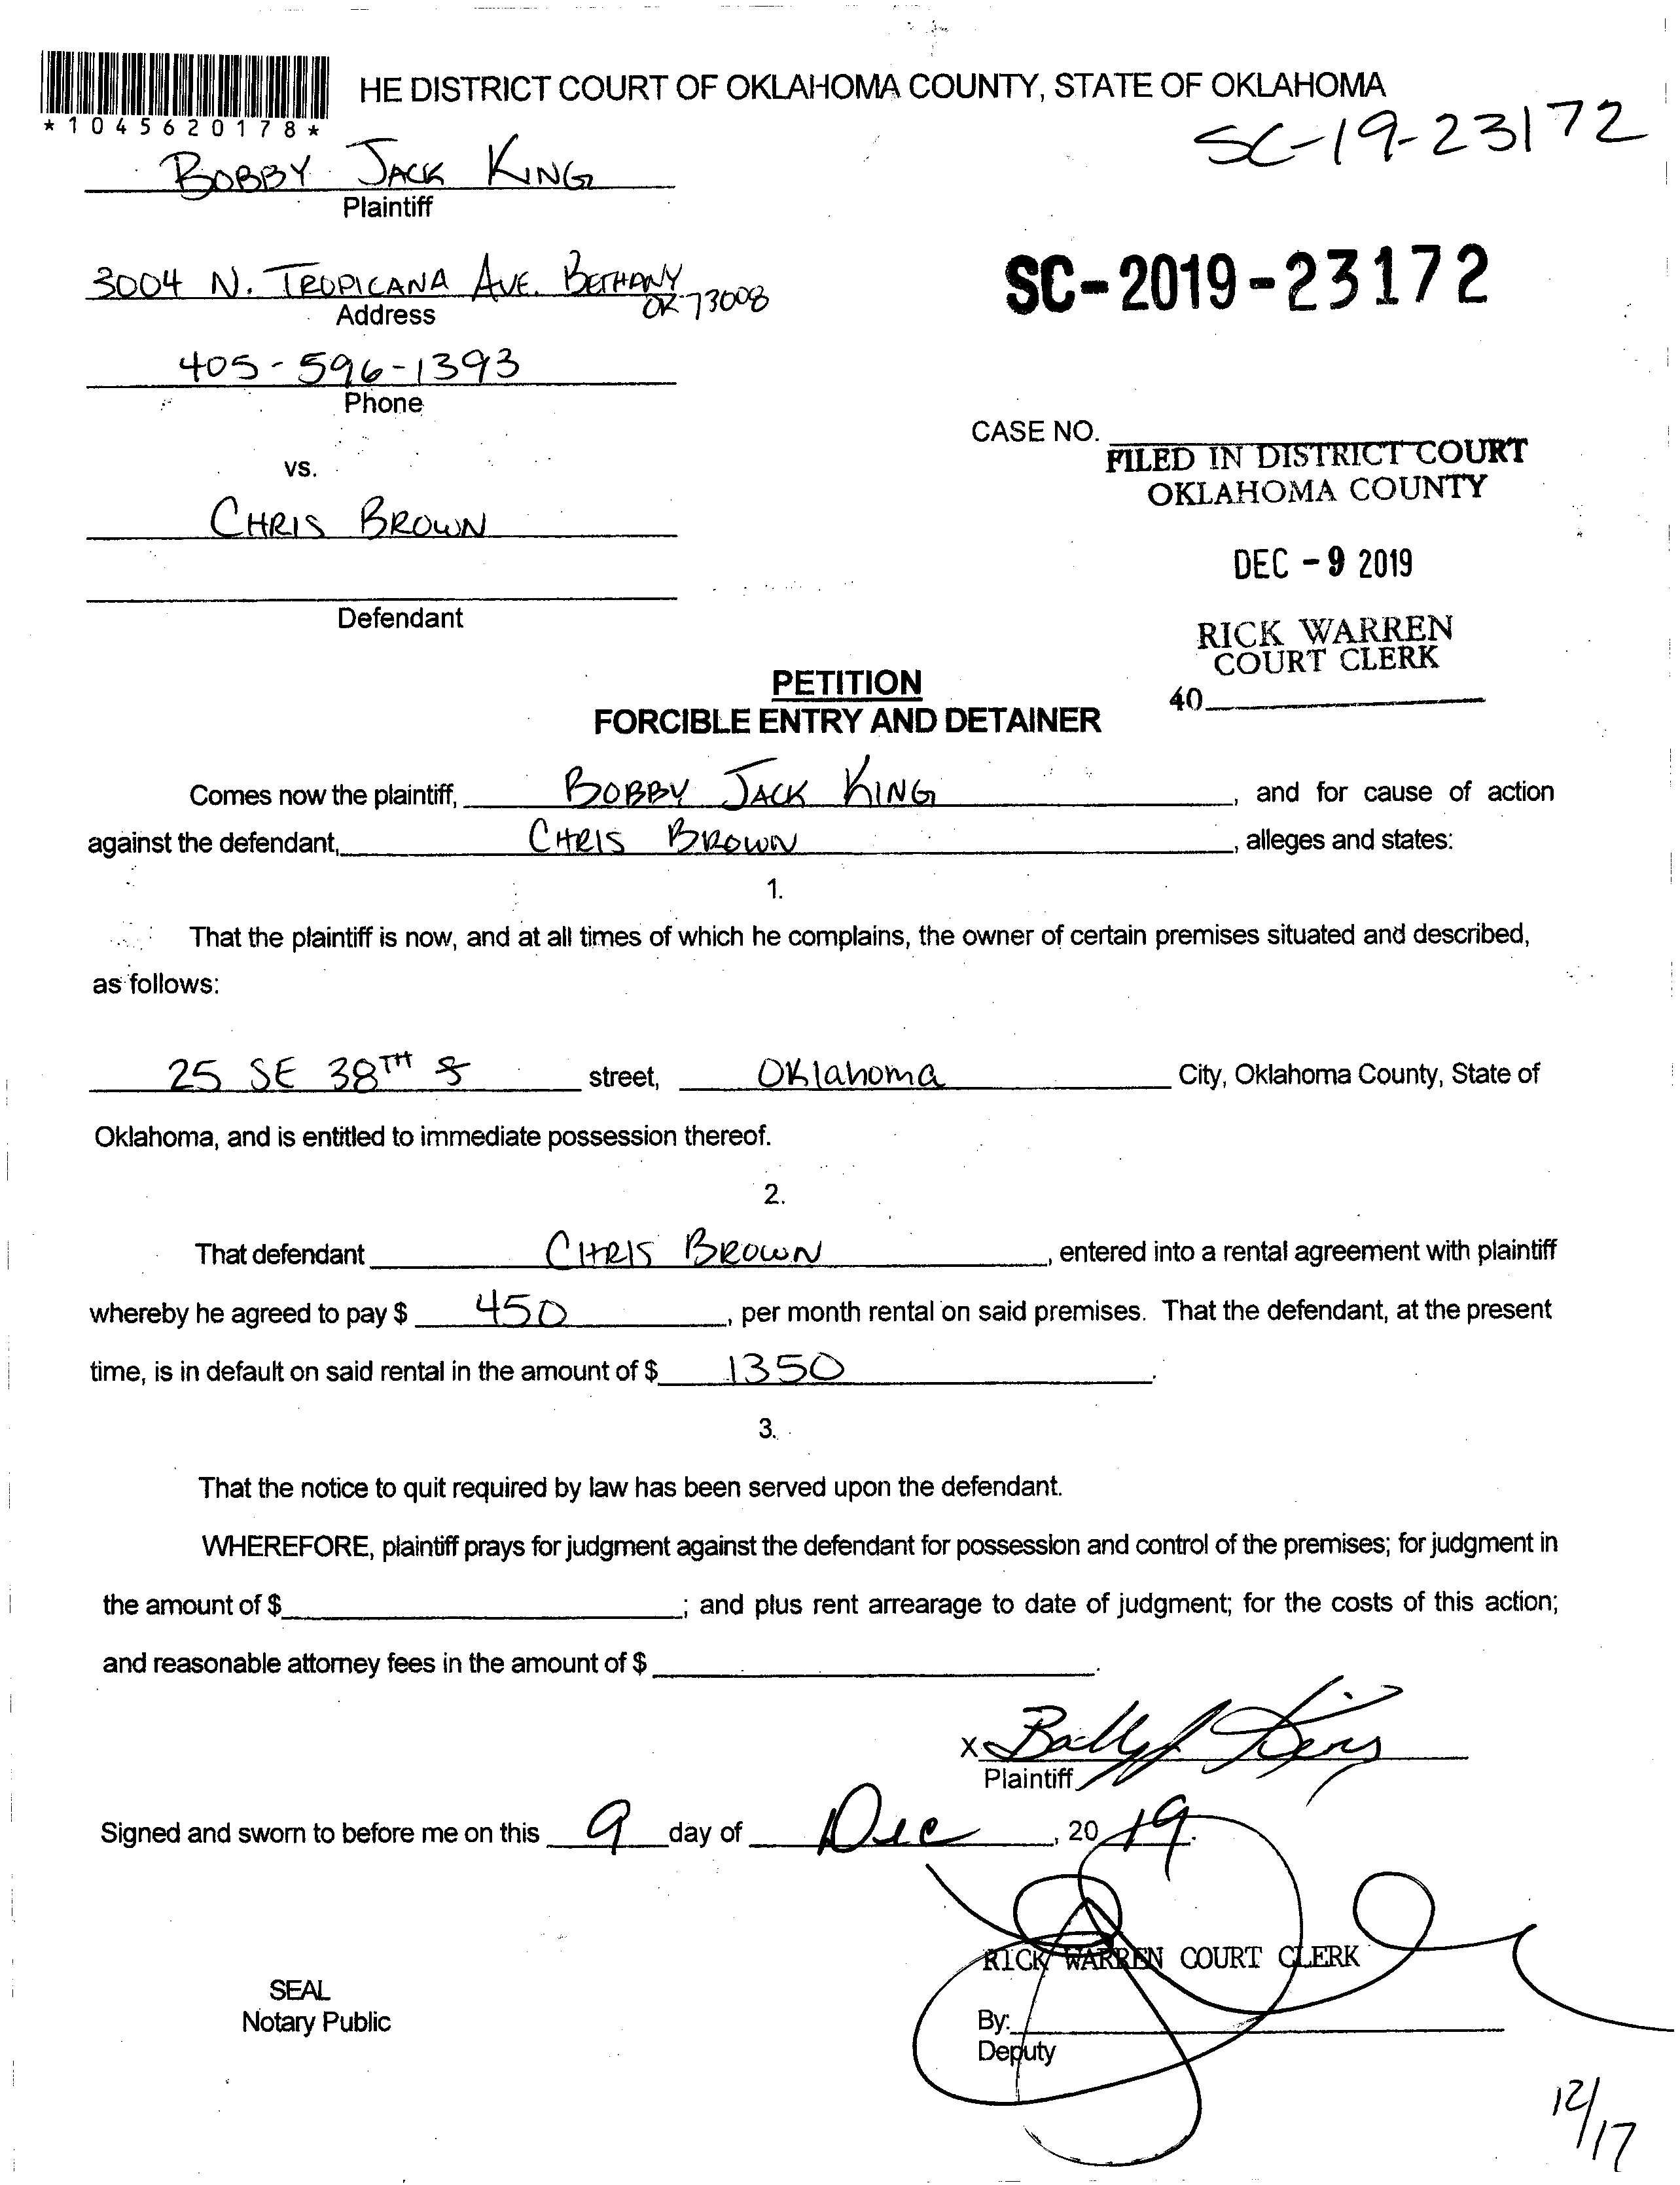 HE DISTRICT COURT OF OKLAHOMA COUNTY, STATE OF OKLAHOMA
*1045620178*
SC-19-23172
BOBBY JACK KING
Plaintiff
3004 N. TROPICANA AVE. BETHANY
OK 73008
Address
SC-2019-23172
405-596-1393
Phone
CASE NO.
FILED IN DISTRICT COURT
OKLAHOMA COUNTY
vs.
CHRIS BROWN
DEC -9 2019
Defendant
RICK WARREN
COURT CLERK
40
PETITION
FORCIBLE ENTRY AND DETAINER
Comes now the plaintiff, BOBBY JACK KING, and for cause of action
against the defendant, CHRIS BROWN, alleges and states:
1.
That the plaintiff is now, and at all times of which he complains, the owner of certain premises situated and described,
as follows:
25 SE 38TH street, Oklahoma City, Oklahoma County, State of
Oklahoma, and is entitled to immediate possession thereof.
2.
That defendant CHRIS BROWN, entered into a rental agreement with plaintiff
whereby he agreed to pay $ 450, per month rental on said premises. That the defendant, at the present
time, is in default on said rental in the amount of $ 1350.
3.
That the notice to quit required by law has been served upon the defendant.
WHEREFORE, plaintiff prays for judgment against the defendant for possession and control of the premises; for judgment in
the amount of $ ; and plus rent arrearage to date of judgment; for the costs of this action;
and reasonable attorney fees in the amount of $ .
X Bobby J King
Plaintiff
Signed and sworn to before me on this 9 day of Dec, 20 19.
RICK WARREN COURT CLERK
SEAL
Notary Public
By:
Deputy
12/17